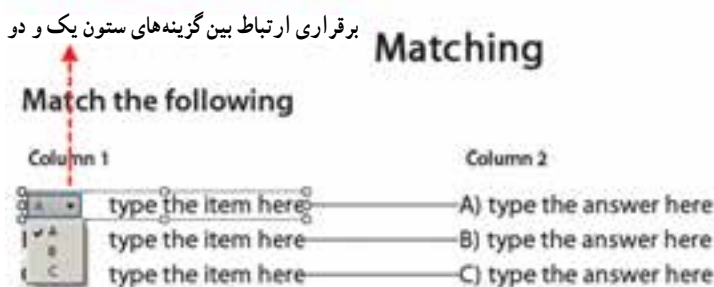 برقراری ارتباط بین گزینه‌های ستون یک و دو
Matching
Match the following
Column 1 Column 2
A type the item here A) type the answer here
A type the item here B) type the answer here
B
C type the item here C) type the answer here